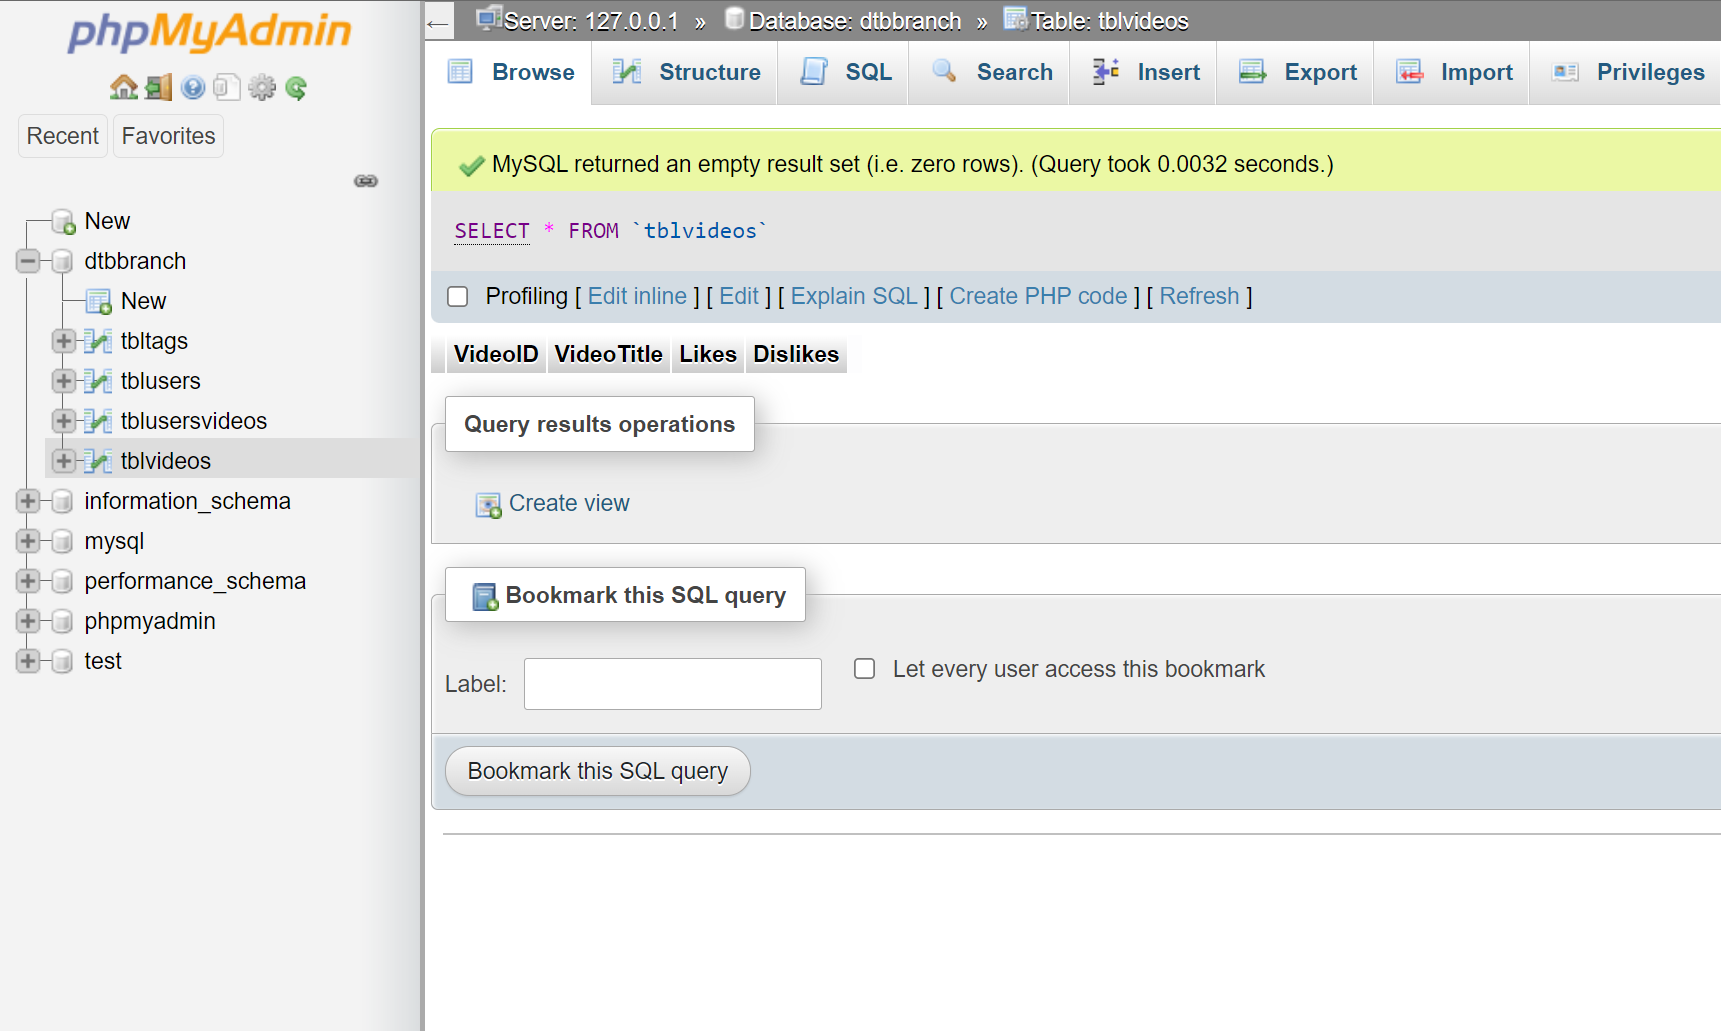 phpMyAdmin
Recent Favorites
New
dtbbranch
New
tbltags
tblusers
tblusersvideos
tblvideos
information_schema
mysql
performance_schema
phpmyadmin
test
← Server: 127.0.0.1 » Database: dtbbranch » Table: tblvideos
Browse Structure SQL Search Insert Export Import Privileges
MySQL returned an empty result set (i.e. zero rows). (Query took 0.0032 seconds.)
SELECT * FROM `tblvideos`
Profiling [ Edit inline ] [ Edit ] [ Explain SQL ] [ Create PHP code ] [ Refresh ]
VideoID VideoTitle Likes Dislikes
Query results operations
Create view
Bookmark this SQL query
Label:
Let every user access this bookmark
Bookmark this SQL query